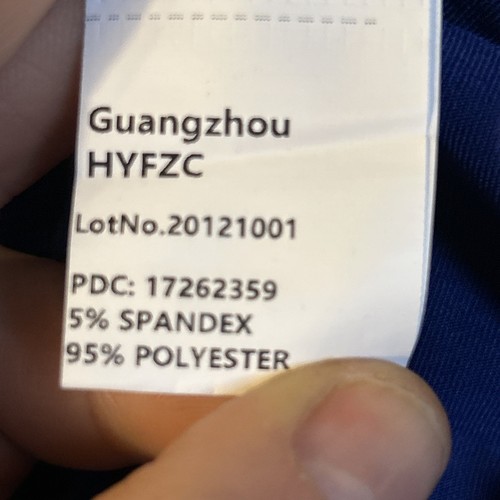 Guangzhou
HYFZC
LotNo.20121001
PDC: 17262359
5% SPANDEX
95% POLYESTER